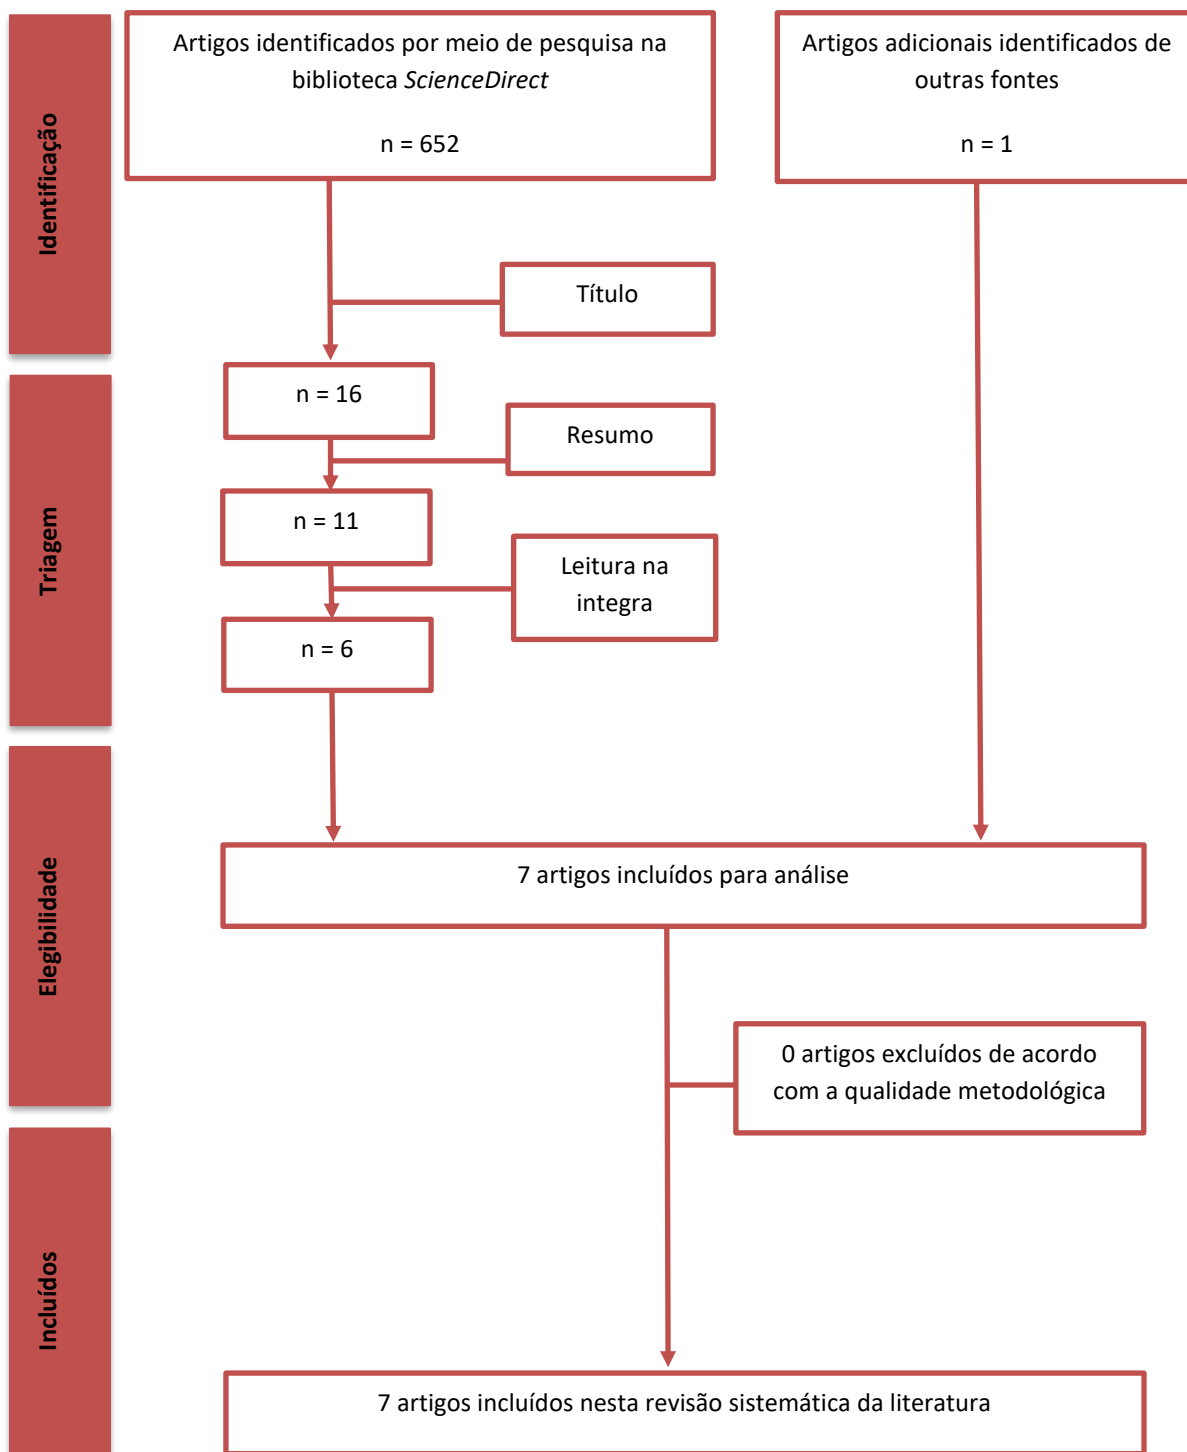 Identificação
Artigos identificados por meio de pesquisa na
biblioteca ScienceDirect
n = 652
Artigos adicionais identificados de
outras fontes
n = 1
Título
Triagem
n = 16
Resumo
n = 11
Leitura na
integra
n = 6
Elegibilidade
7 artigos incluídos para análise
0 artigos excluídos de acordo
com a qualidade metodológica
Incluídos
7 artigos incluídos nesta revisão sistemática da literatura